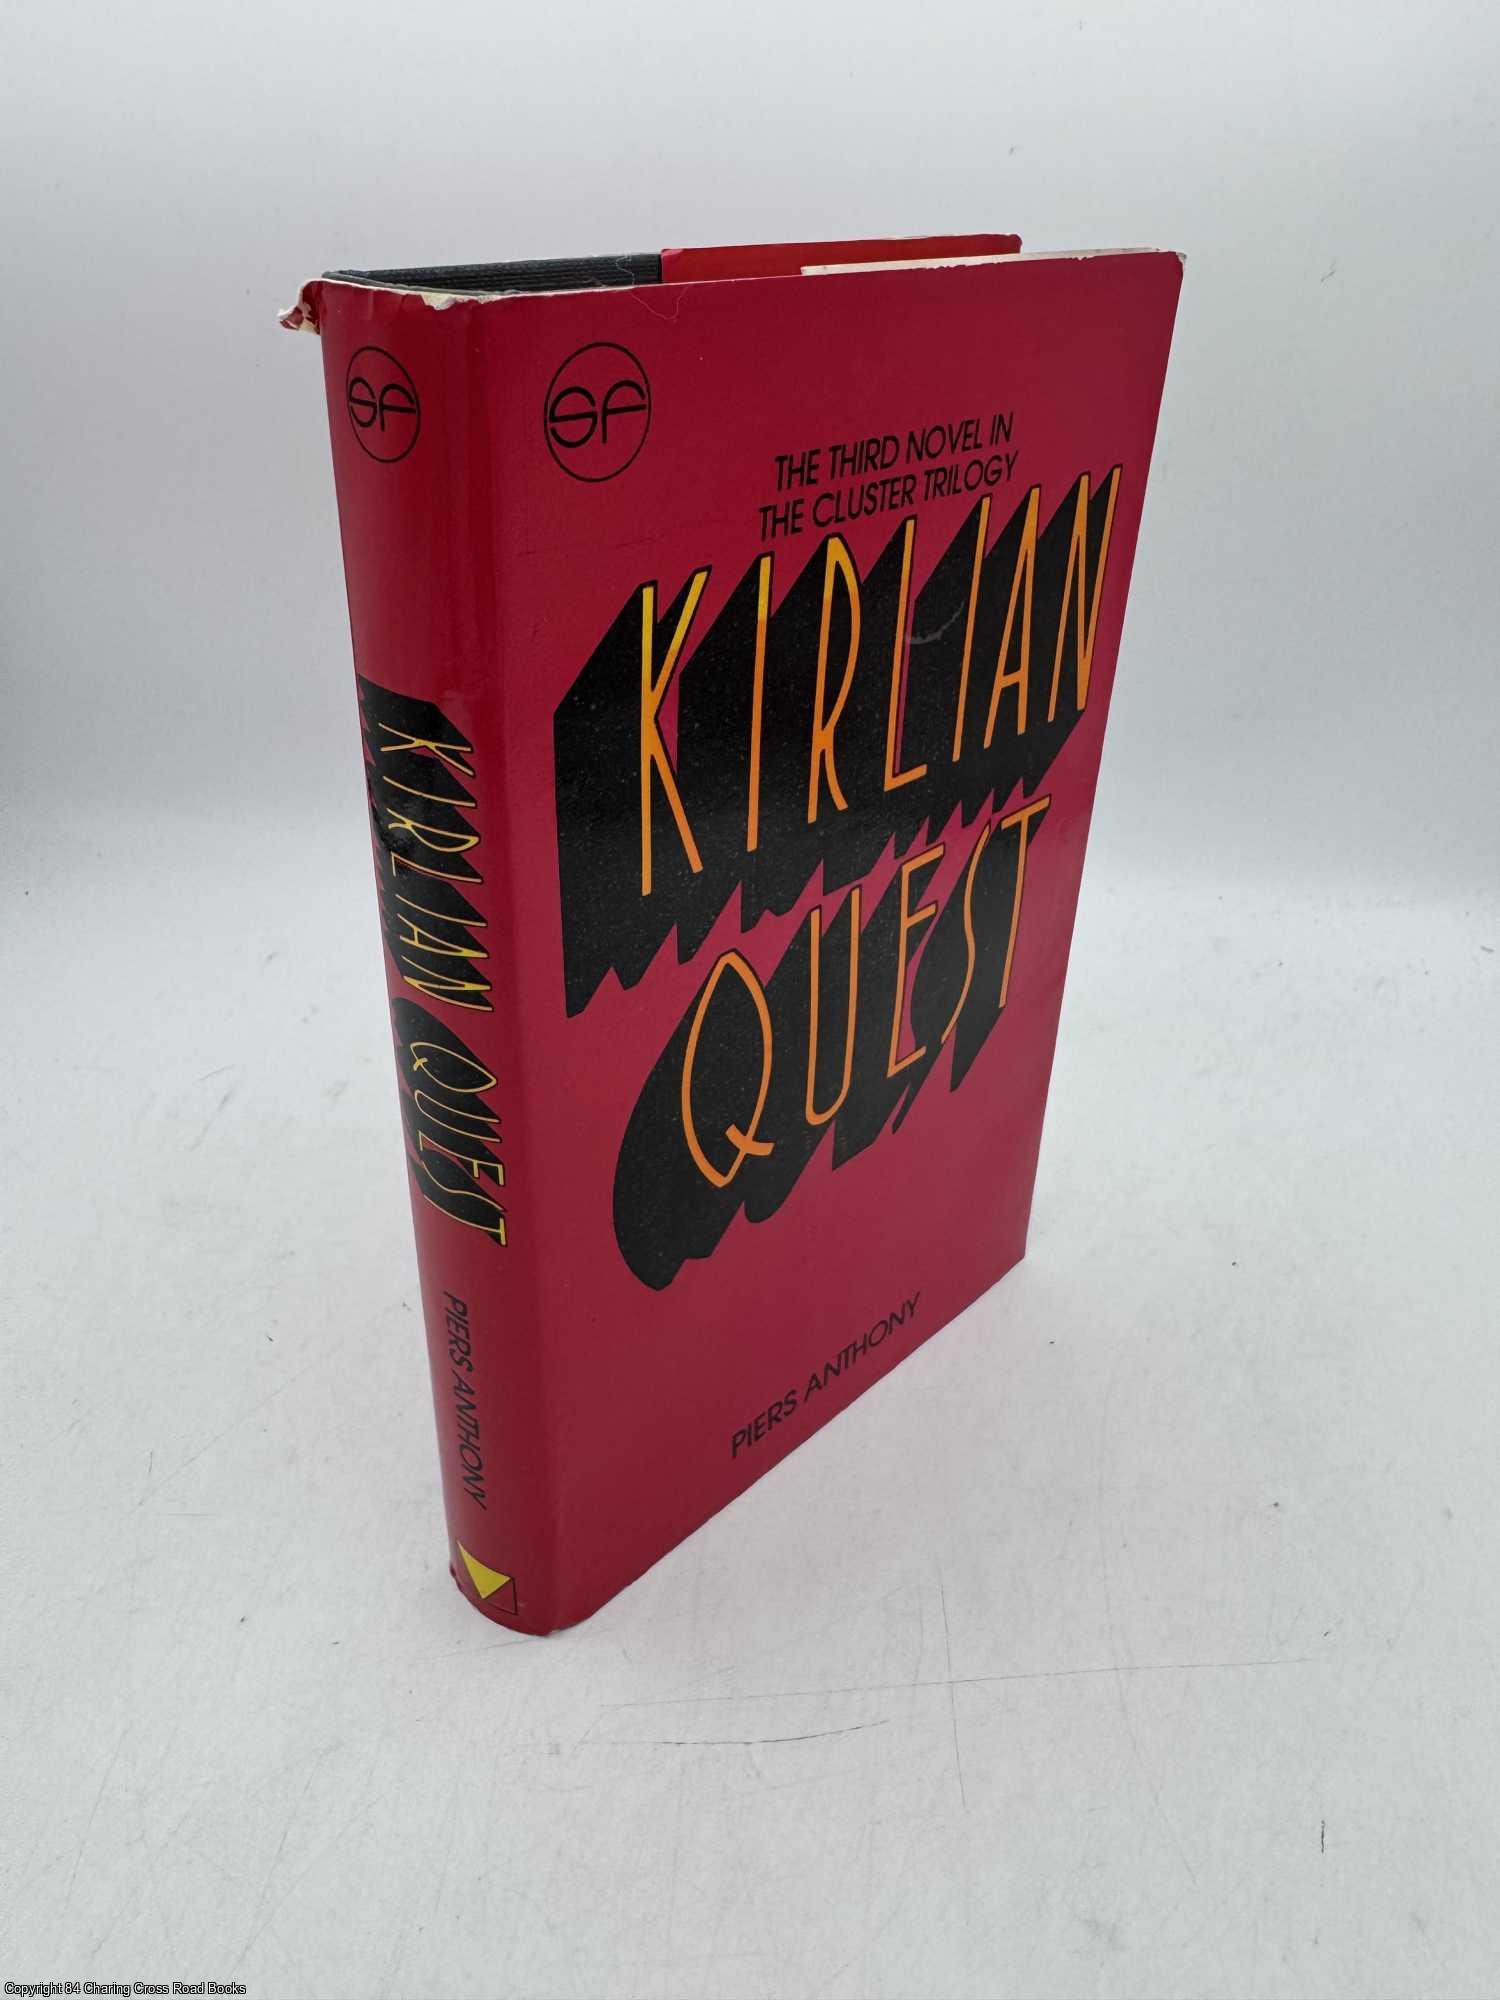 SF
KIRLIAN QUEST
PIERS ANTHONY
SF
THE THIRD NOVEL IN
THE CLUSTER TRILOGY
KIRLIAN
QUEST
PIERS ANTHONY
Copyright 84 Charing Cross Road Books